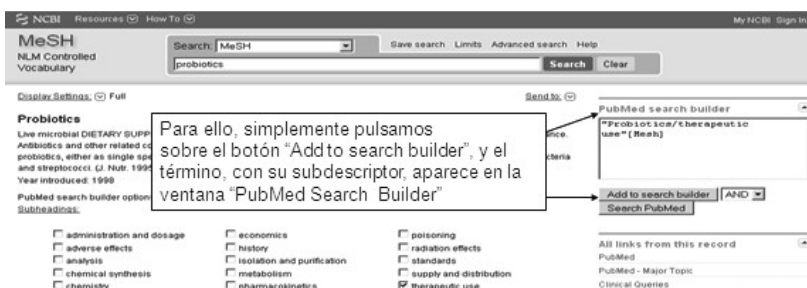 NCBI Resources How To My NCBI Sign In
MeSH
NLM Controlled
Vocabulary
Search: MeSH
Save search Limits Advanced search Help
probiotics
Search Clear
Display Settings: Full
Send to:
Probiotics
Live microbial DIETARY SUPP
Antibiotics and other related
probiotics, either as single
and streptococci. (J. Nutr. 1995
Year introduced: 1998
PubMed search builder
Subheadings:
Para ello, simplemente pulsamos
sobre el botón “Add to search builder”, y el
término, con su subdescriptor, aparece en la
ventana “PubMed Search Builder”
PubMed search builder
"Probiotics/therapeutic
use"[Mesh]
Add to search builder AND
Search PubMed
administration and dosage
adverse effects
analysis
chemical synthesis
chemistry
economics
history
isolation and purification
metabolism
pharmacokinetics
poisoning
radiation effects
standards
supply and distribution
therapeutic use
All links from this record
PubMed
PubMed - Major Topic
Clinical Queries